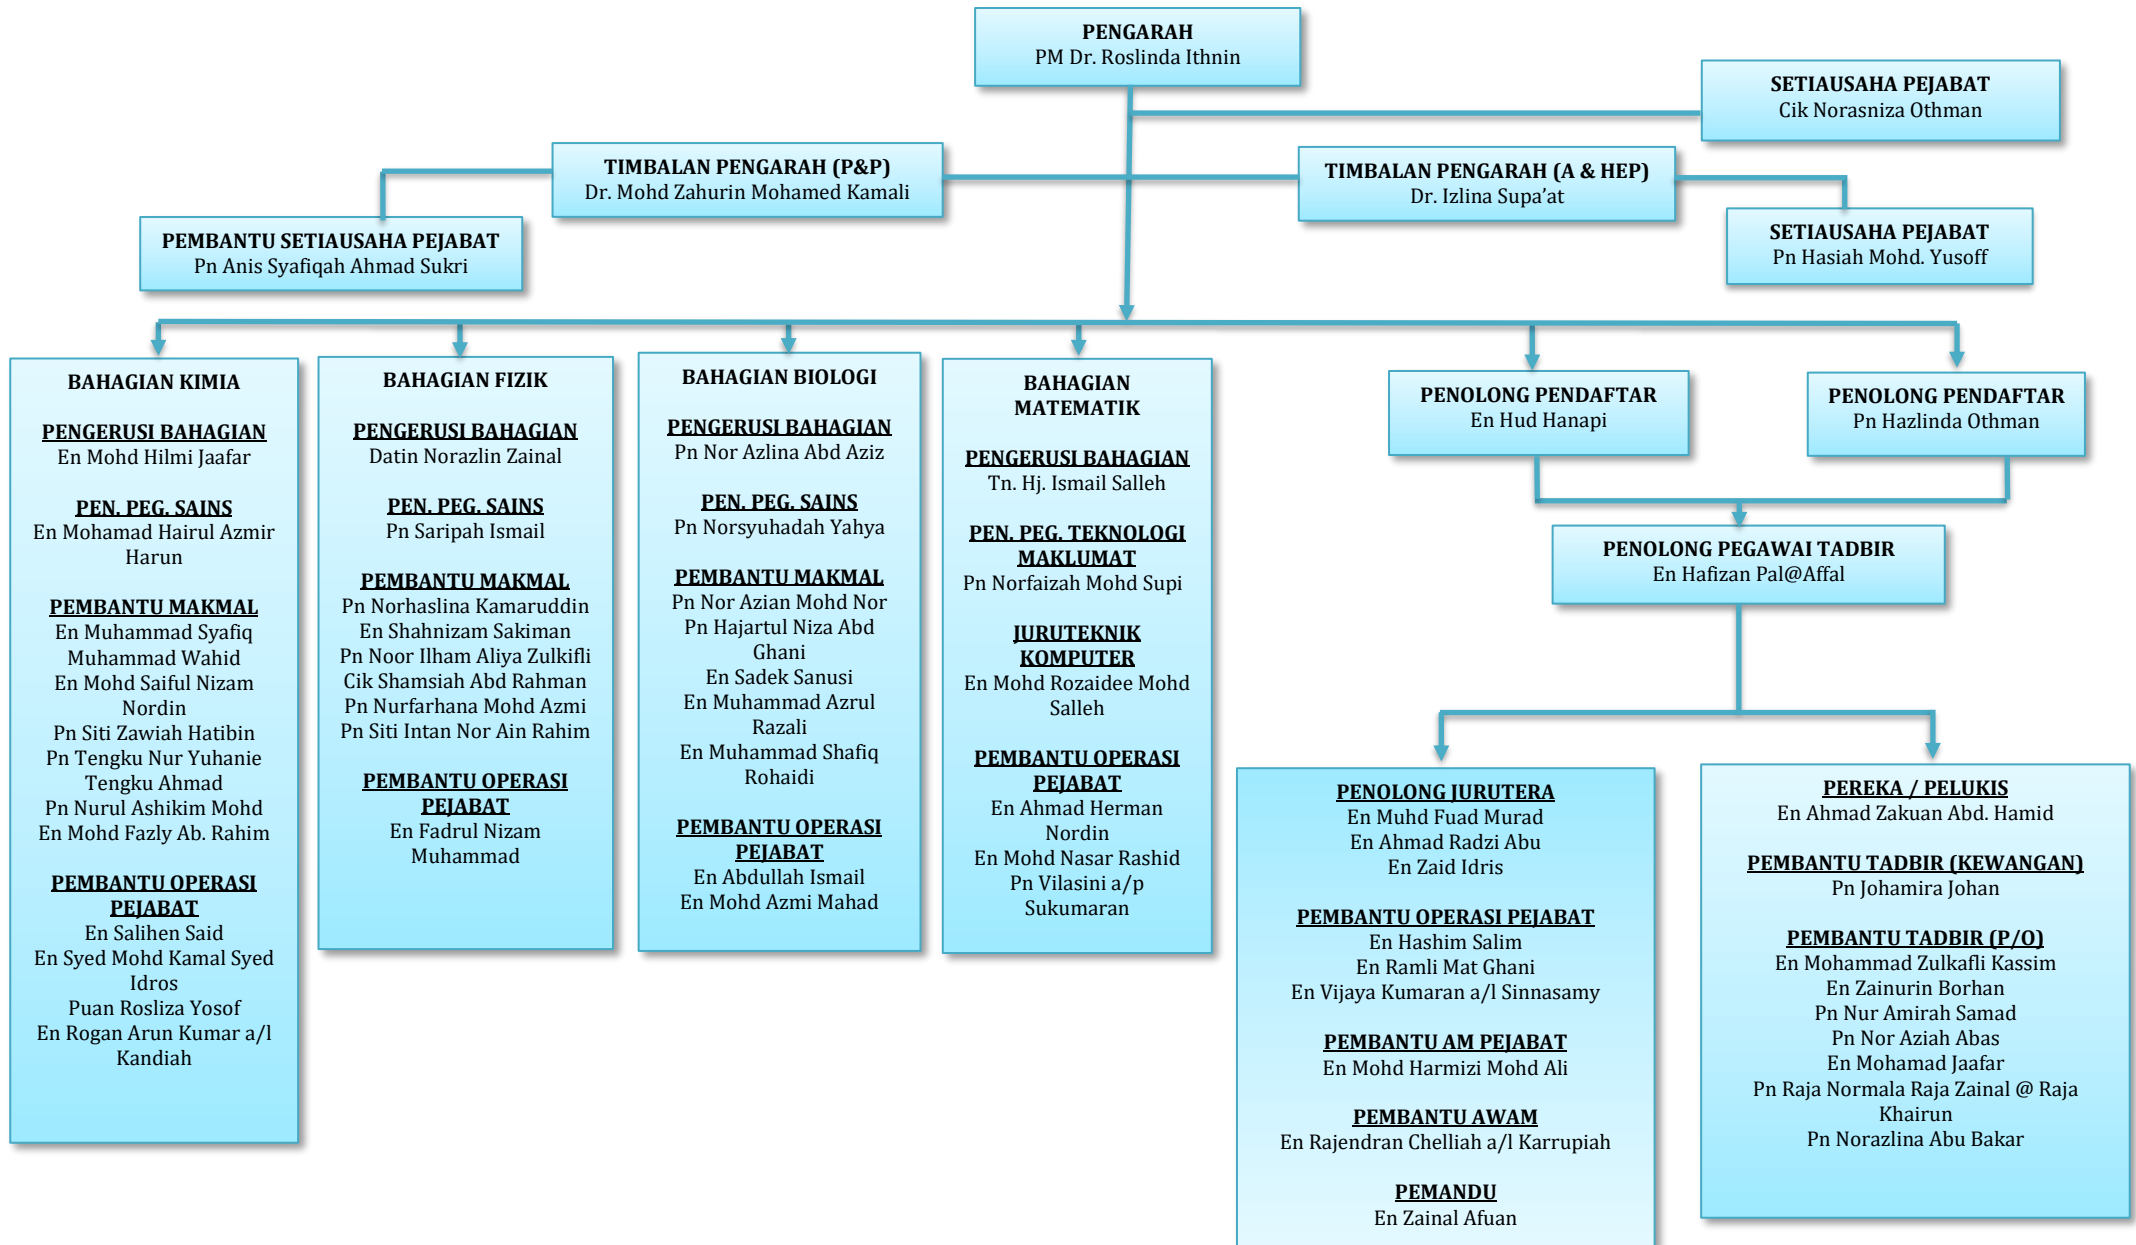 PENGARAH
PM Dr. Roslinda Ithnin
SETIAUSAHA PEJABAT
Cik Norasniza Othman
TIMBALAN PENGARAH (P&P)
Dr. Mohd Zahurin Mohamed Kamali
TIMBALAN PENGARAH (A & HEP)
Dr. Izlina Supa’at
PEMBANTU SETIAUSAHA PEJABAT
Pn Anis Syafiqah Ahmad Sukri
SETIAUSAHA PEJABAT
Pn Hasiah Mohd. Yusoff
BAHAGIAN KIMIA
PENGERUSI BAHAGIAN
En Mohd Hilmi Jaafar
PEN. PEG. SAINS
En Mohamad Hairul Azmir
Harun
PEMBANTU MAKMAL
En Muhammad Syafiq
Muhammad Wahid
En Mohd Saiful Nizam
Nordin
Pn Siti Zawiah Hatibin
Pn Tengku Nur Yuhanie
Tengku Ahmad
Pn Nurul Ashikim Mohd
En Mohd Fazly Ab. Rahim
PEMBANTU OPERASI
PEJABAT
En Salihen Said
En Syed Mohd Kamal Syed
Idros
Puan Rosliza Yosof
En Rogan Arun Kumar a/l
Kandiah
BAHAGIAN FIZIK
PENGERUSI BAHAGIAN
Datin Norazlin Zainal
PEN. PEG. SAINS
Pn Saripah Ismail
PEMBANTU MAKMAL
Pn Norhaslina Kamaruddin
En Shahnizam Sakiman
Pn Noor Ilham Aliya Zulkifli
Cik Shamsiah Abd Rahman
Pn Nurfarhana Mohd Azmi
Pn Siti Intan Nor Ain Rahim
PEMBANTU OPERASI
PEJABAT
En Fadrul Nizam
Muhammad
BAHAGIAN BIOLOGI
PENGERUSI BAHAGIAN
Pn Nor Azlina Abd Aziz
PEN. PEG. SAINS
Pn Norsyuhadah Yahya
PEMBANTU MAKMAL
Pn Nor Azian Mohd Nor
Pn Hajartul Niza Abd
Ghani
En Sadek Sanusi
En Muhammad Azrul
Razali
En Muhammad Shafiq
Rohaidi
PEMBANTU OPERASI
PEJABAT
En Abdullah Ismail
En Mohd Azmi Mahad
BAHAGIAN
MATEMATIK
PENGERUSI BAHAGIAN
Tn. Hj. Ismail Salleh
PEN. PEG. TEKNOLOGI
MAKLUMAT
Pn Norfaizah Mohd Supi
JURUTEKNIK
KOMPUTER
En Mohd Rozaidee Mohd
Salleh
PEMBANTU OPERASI
PEJABAT
En Ahmad Herman
Nordin
En Mohd Nasar Rashid
Pn Vilasini a/p
Sukumaran
PENOLONG PENDAFTAR
En Hud Hanapi
PENOLONG PENDAFTAR
Pn Hazlinda Othman
PENOLONG PEGAWAI TADBIR
En Hafizan Pal@Affal
PENOLONG JURUTERA
En Muhd Fuad Murad
En Ahmad Radzi Abu
En Zaid Idris
PEMBANTU OPERASI PEJABAT
En Hashim Salim
En Ramli Mat Ghani
En Vijaya Kumaran a/l Sinnasamy
PEMBANTU AM PEJABAT
En Mohd Harmizi Mohd Ali
PEMBANTU AWAM
En Rajendran Chelliah a/l Karrupiah
PEMANDU
En Zainal Afuan
PEREKA / PELUKIS
En Ahmad Zakuan Abd. Hamid
PEMBANTU TADBIR (KEWANGAN)
Pn Johamira Johan
PEMBANTU TADBIR (P/O)
En Mohammad Zulkafli Kassim
En Zainurin Borhan
Pn Nur Amirah Samad
Pn Nor Aziah Abas
En Mohamad Jaafar
Pn Raja Normala Raja Zainal @ Raja
Khairun
Pn Norazlina Abu Bakar